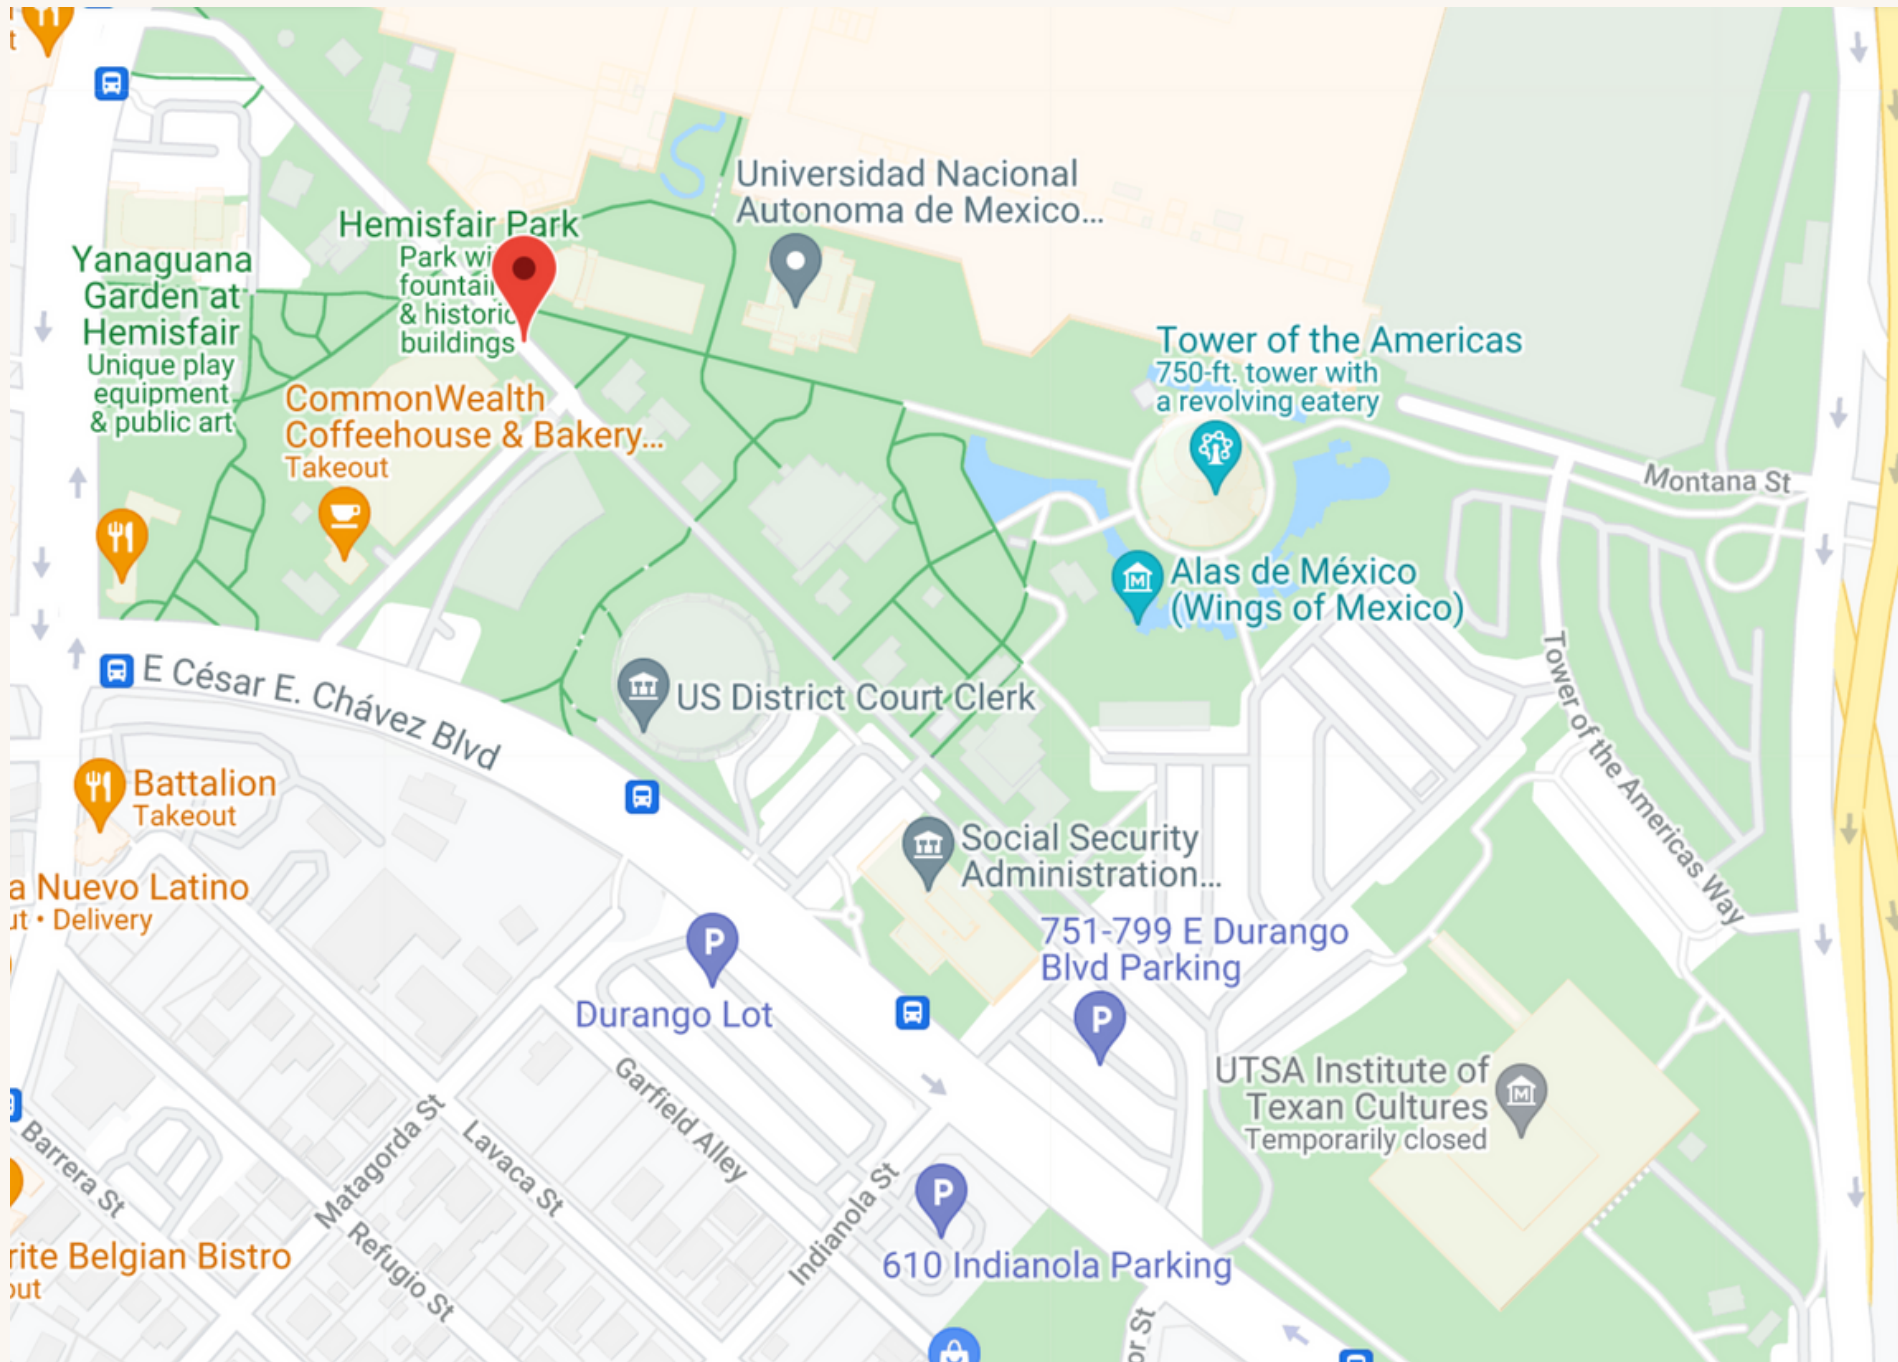 t
Universidad Nacional
Autonoma de Mexico...
Hemisfair Park
Park wi
fountain
& historic
buildings
Yanaguana
Garden at
Hemisfair
Unique play
equipment
& public art
CommonWealth
Coffeehouse & Bakery...
Takeout
Tower of the Americas
750-ft. tower with
a revolving eatery
Montana St
Alas de México
(Wings of Mexico)
Tower of the Americas Way
E César E. Chávez Blvd
US District Court Clerk
Battalion
Takeout
a Nuevo Latino
ut • Delivery
Social Security
Administration...
751-799 E Durango
Blvd Parking
P
P
Durango Lot
UTSA Institute of
Texan Cultures
Temporarily closed
Garfield Alley
Matagorda St
Lavaca St
Barrera St
Refugio St
Indianola St
P
610 Indianola Parking
rite Belgian Bistro
out
or St